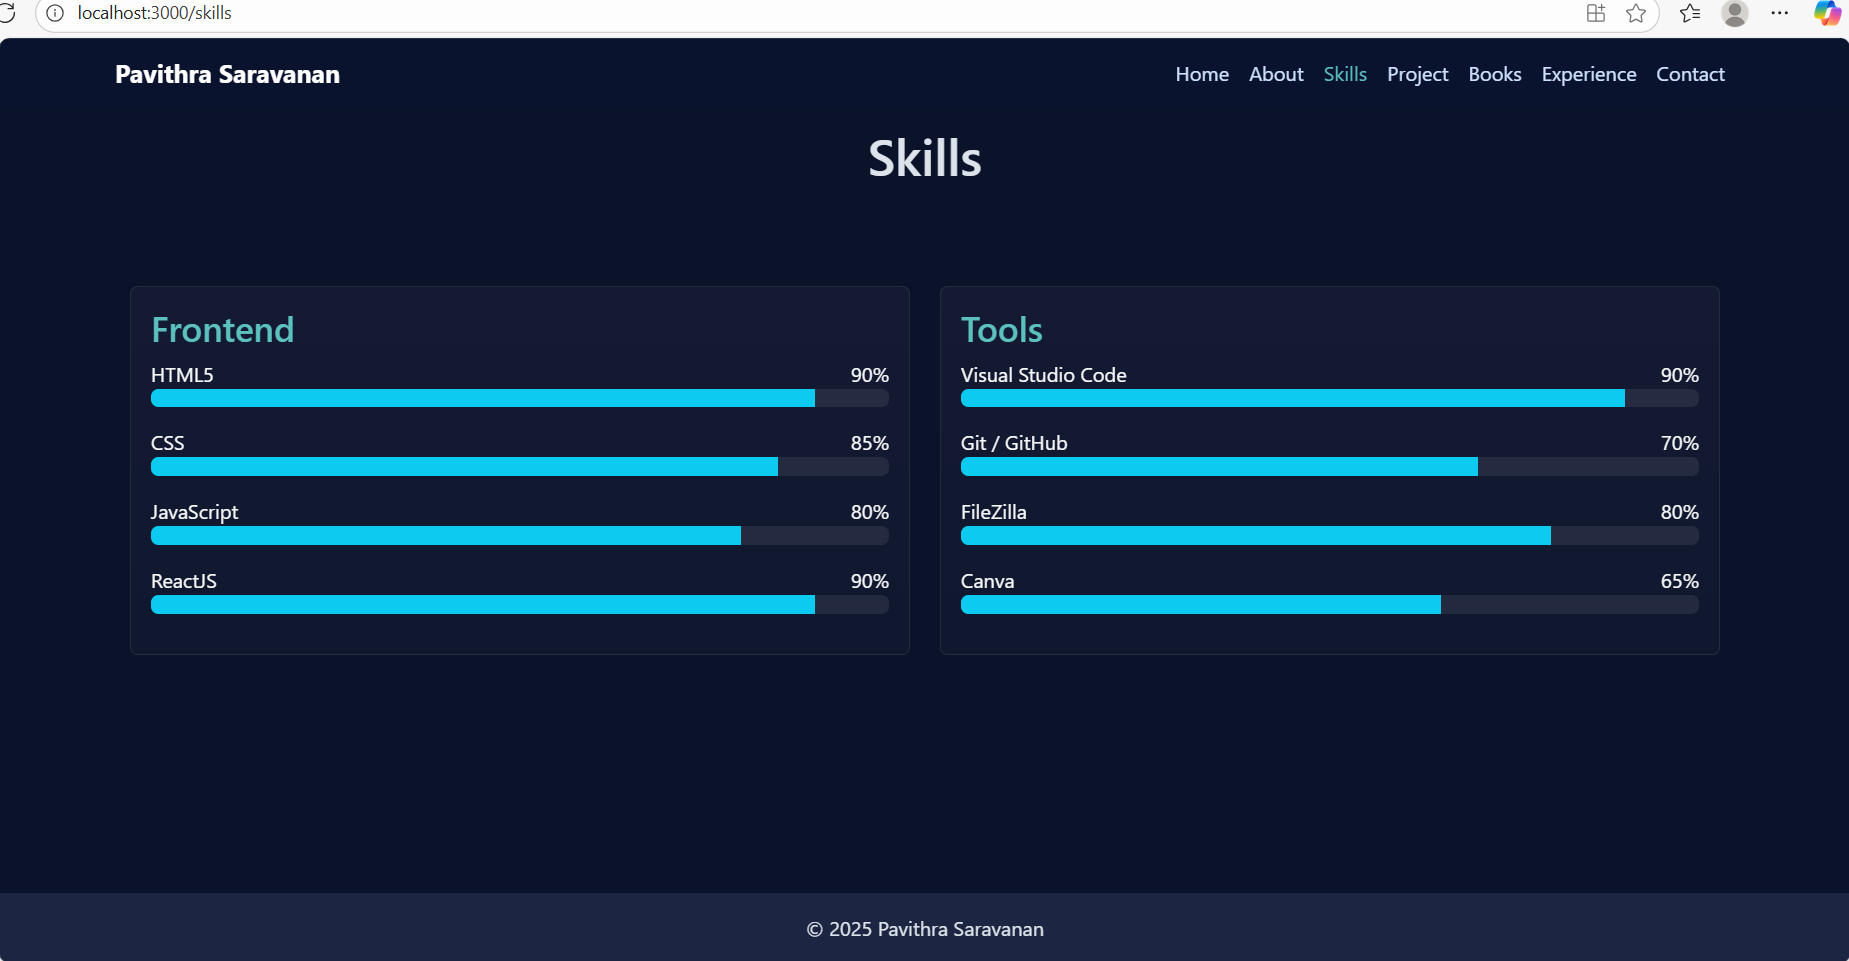 localhost:3000/skills
Pavithra Saravanan
Home About Skills Project Books Experience Contact
Skills
Frontend
HTML5 90%
CSS 85%
JavaScript 80%
ReactJS 90%
Tools
Visual Studio Code 90%
Git / GitHub 70%
FileZilla 80%
Canva 65%
© 2025 Pavithra Saravanan